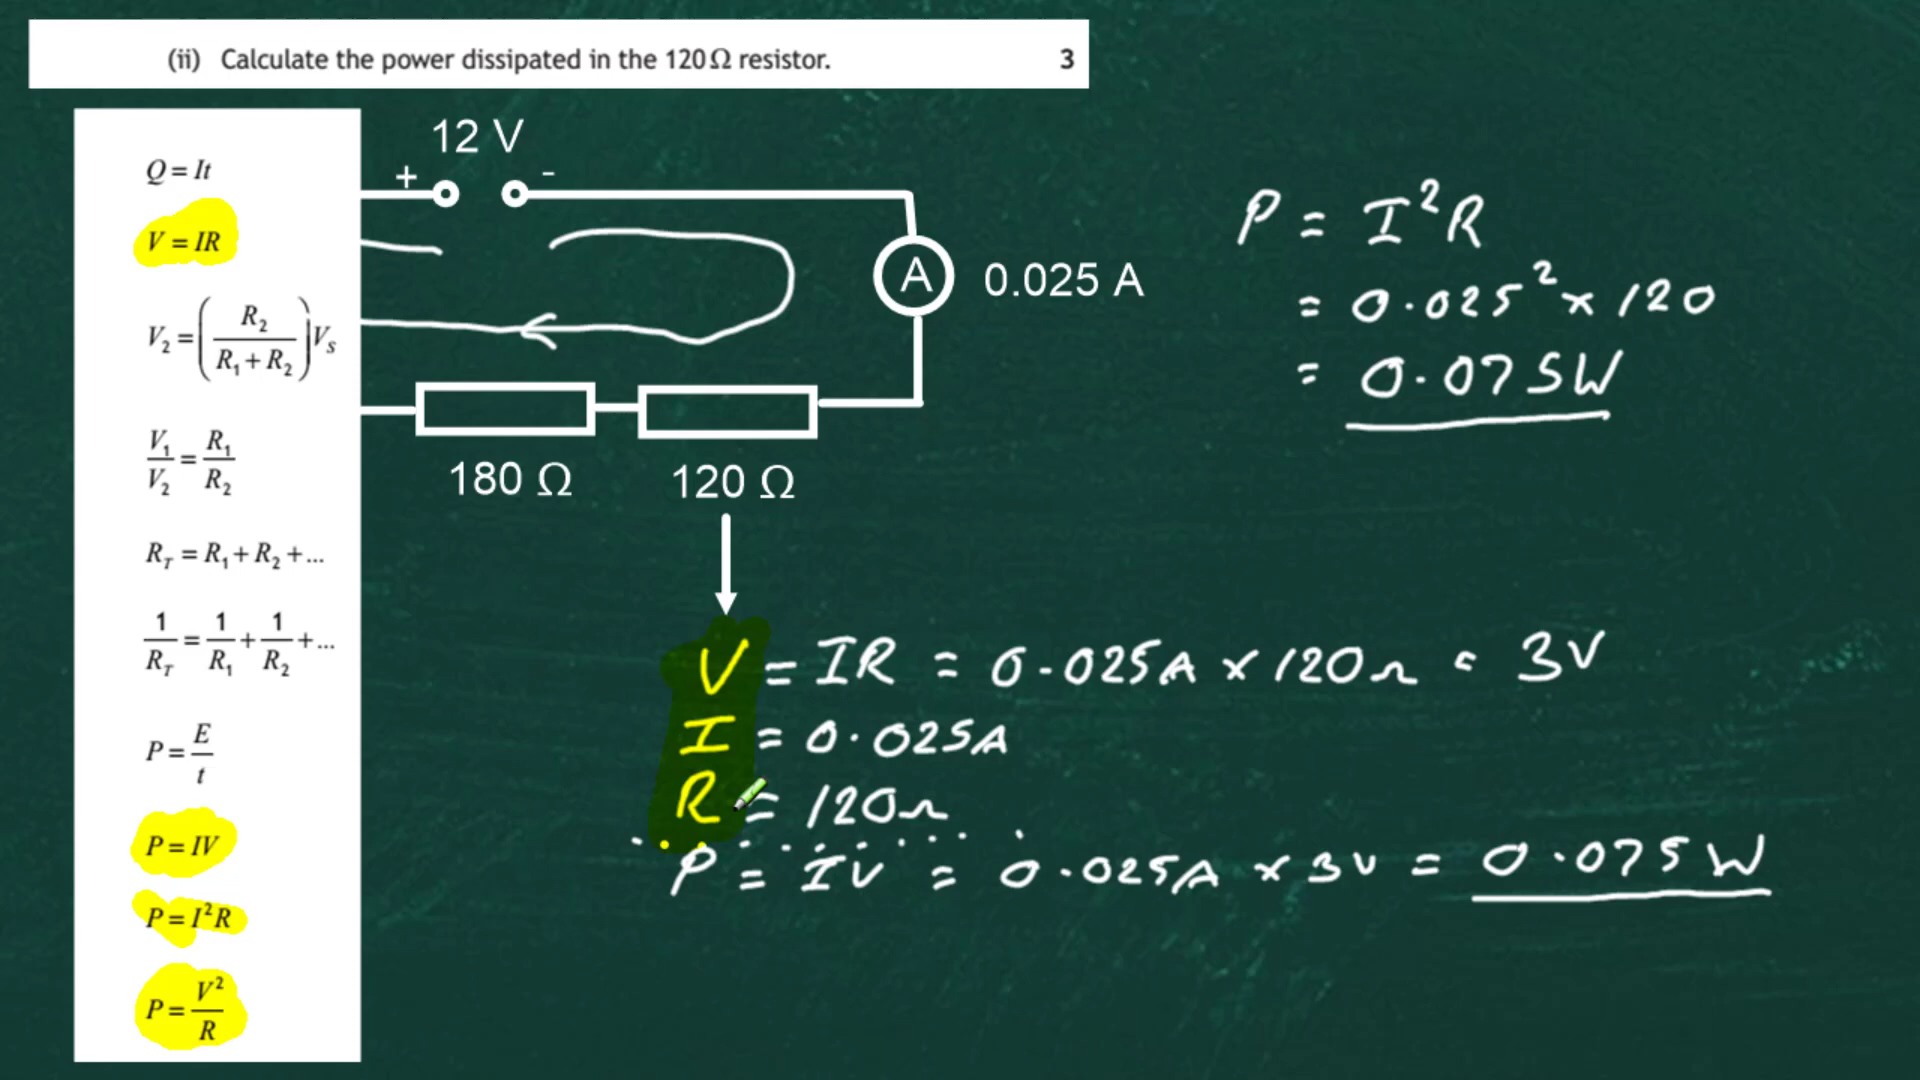 (ii) Calculate the power dissipated in the 120 Ω resistor. 3
Q = It
V = IR
V₂ = (R₂ / (R₁ + R₂)) Vₛ
V₁/V₂ = R₁/R₂
R_T = R₁ + R₂ + ...
1/R_T = 1/R₁ + 1/R₂ + ...
P = E/t
P = IV
P = I²R
P = V²/R
12 V
+ -
A 0.025 A
180 Ω 120 Ω
P = I²R
= 0.025² × 120
= 0.075W
V = IR = 0.025A × 120Ω = 3V
I = 0.025A
R = 120Ω
P = IV = 0.025A × 3V = 0.075W